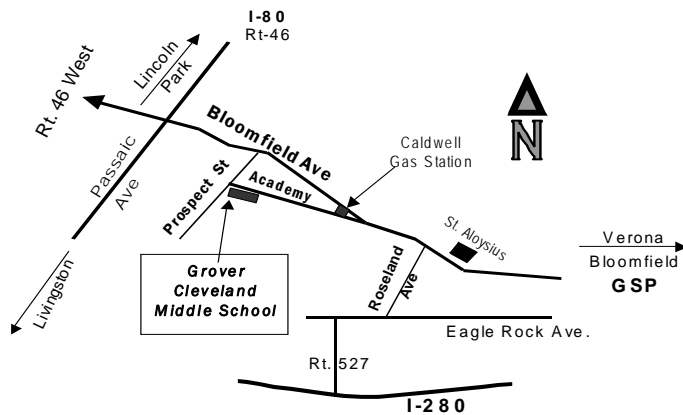 I-80
Rt-46
Lincoln
Park
Rt. 46 West
Bloomfield Ave
Caldwell
Gas Station
N
Passaic
Ave
Prospect St
Academy
St. Aloysius
Verona
Bloomfield
GSP
Grover
Cleveland
Middle School
Roseland
Ave
Livingston
Eagle Rock Ave.
Rt. 527
I-280